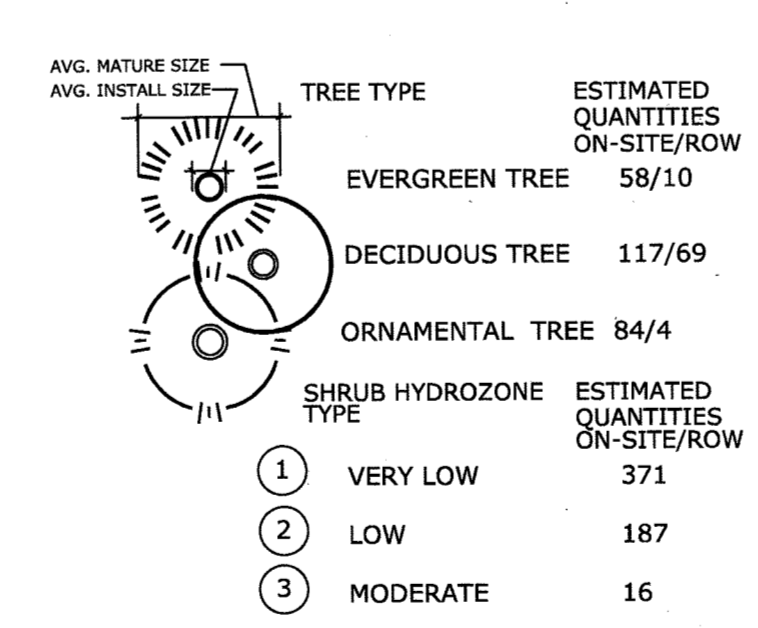 AVG. MATURE SIZE
AVG. INSTALL SIZE
TREE TYPE
ESTIMATED
QUANTITIES
ON-SITE/ROW
EVERGREEN TREE 58/10
DECIDUOUS TREE 117/69
ORNAMENTAL TREE 84/4
SHRUB HYDROZONE
TYPE
ESTIMATED
QUANTITIES
ON-SITE/ROW
1 VERY LOW 371
2 LOW 187
3 MODERATE 16